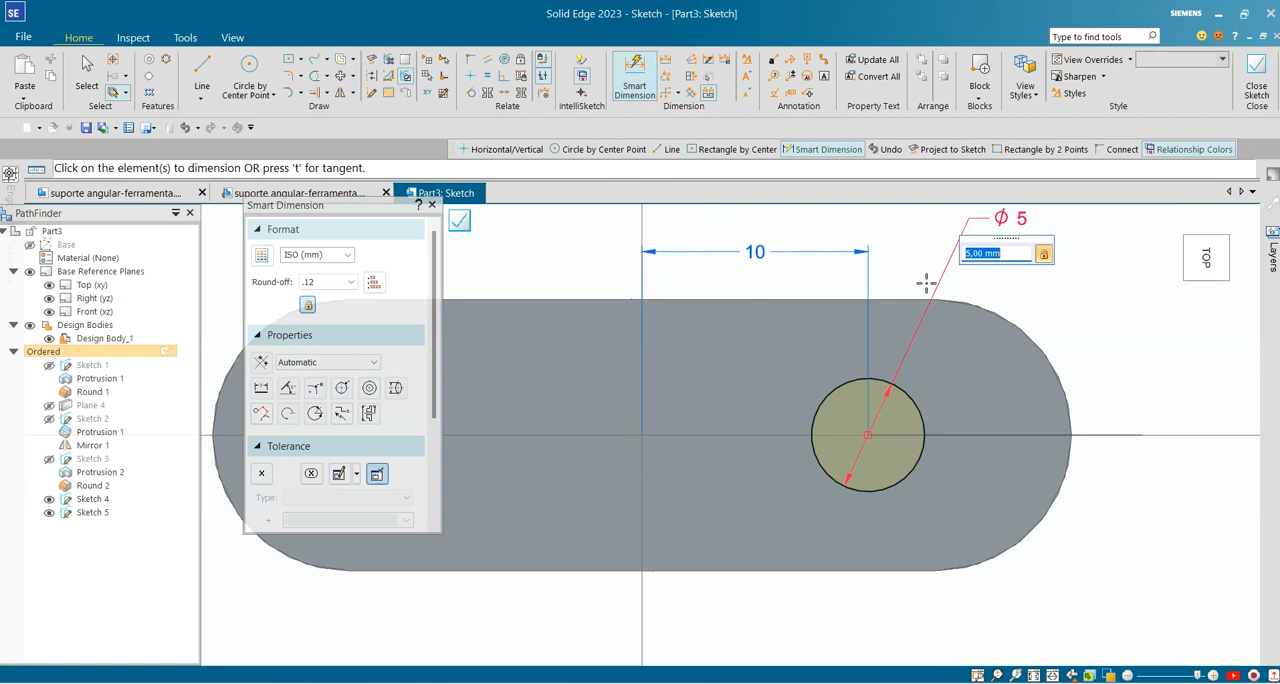 SE
Solid Edge 2023 - Sketch - [Part3: Sketch]
SIEMENS
File
Home
Inspect
Tools
View
Type to find tools
Paste
Clipboard
Select
Select
Features
Line
Circle by
Center Point
Draw
Relate
IntelliSketch
Smart
Dimension
Dimension
Annotation
Update All
Convert All
Property Text
Arrange
Block
Blocks
View
Styles
View Overrides
Sharpen
Styles
Style
Close
Sketch
Close
Horizontal/Vertical
Circle by Center Point
Line
Rectangle by Center
Smart Dimension
Undo
Project to Sketch
Rectangle by 2 Points
Connect
Relationship Colors
Click on the element(s) to dimension OR press 't' for tangent.
suporte angular-ferramenta...
suporte angular-ferramenta...
Part3: Sketch
PathFinder
Part3
Base
Material (None)
Base Reference Planes
Top (xy)
Right (yz)
Front (xz)
Design Bodies
Design Body_1
Ordered
Sketch 1
Protrusion 1
Round 1
Plane 4
Sketch 2
Protrusion 1
Mirror 1
Sketch 3
Protrusion 2
Round 2
Sketch 4
Sketch 5
Smart Dimension
?
Format
ISO (mm)
Round-off:
.12
Properties
Automatic
Tolerance
Type:
+
10
Ø 5
5,00 mm
TOP
Layers